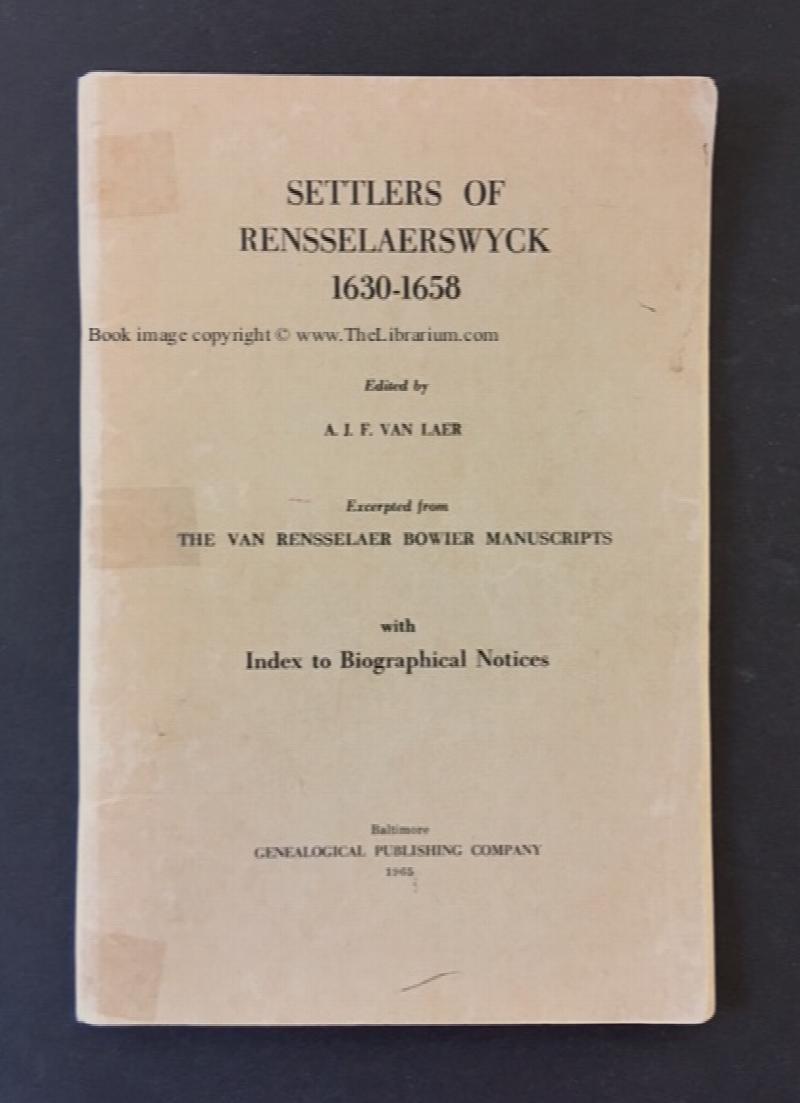 SETTLERS OF
RENSSELAERSWYCK
1630-1658
Book image copyright © www.TheLibrarium.com
Edited by
A. J. F. VAN LAER
Excerpted from
THE VAN RENSSELAER BOWIER MANUSCRIPTS
with
Index to Biographical Notices
Baltimore
GENEALOGICAL PUBLISHING COMPANY
1965